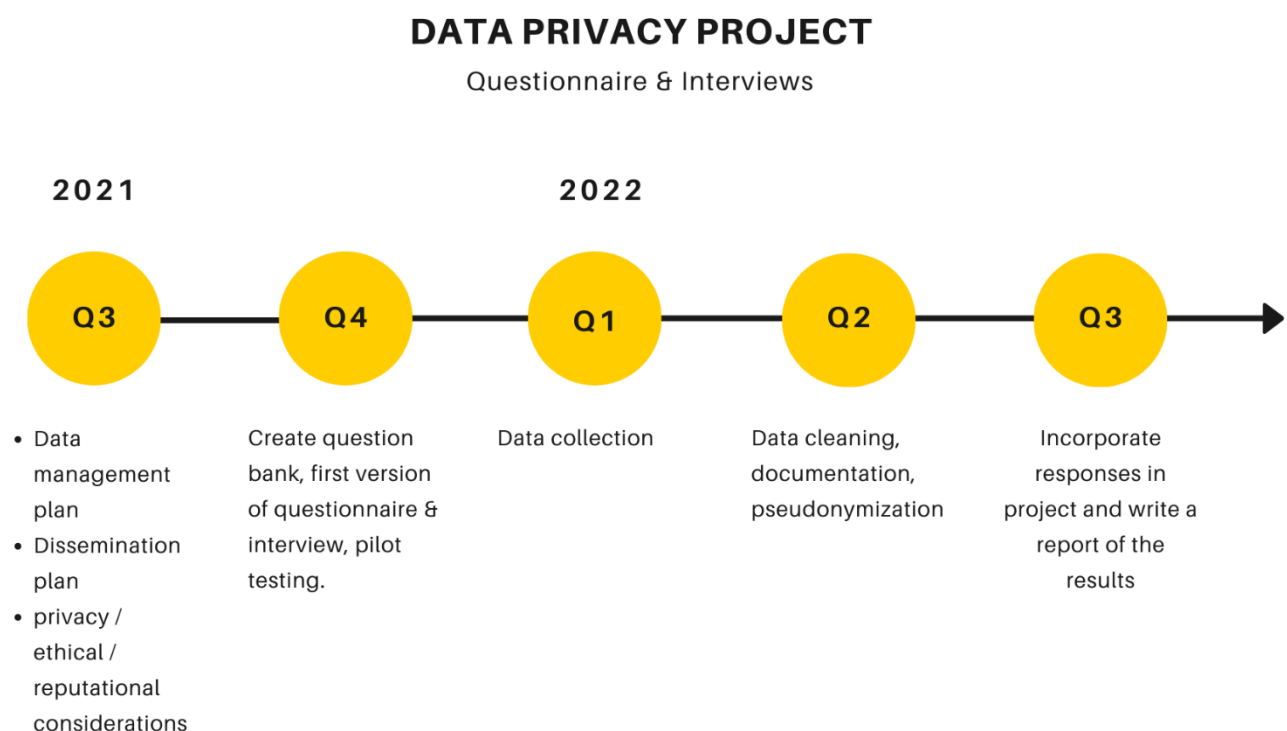 DATA PRIVACY PROJECT
Questionnaire & Interviews
2021
2022
Q3
Q4
Q1
Q2
Q3
• Data
management
plan
• Dissemination
plan
• privacy /
ethical /
reputational
considerations
Create question
bank, first version
of questionnaire &
interview, pilot
testing.
Data collection
Data cleaning,
documentation,
pseudonymization
Incorporate
responses in
project and write a
report of the
results